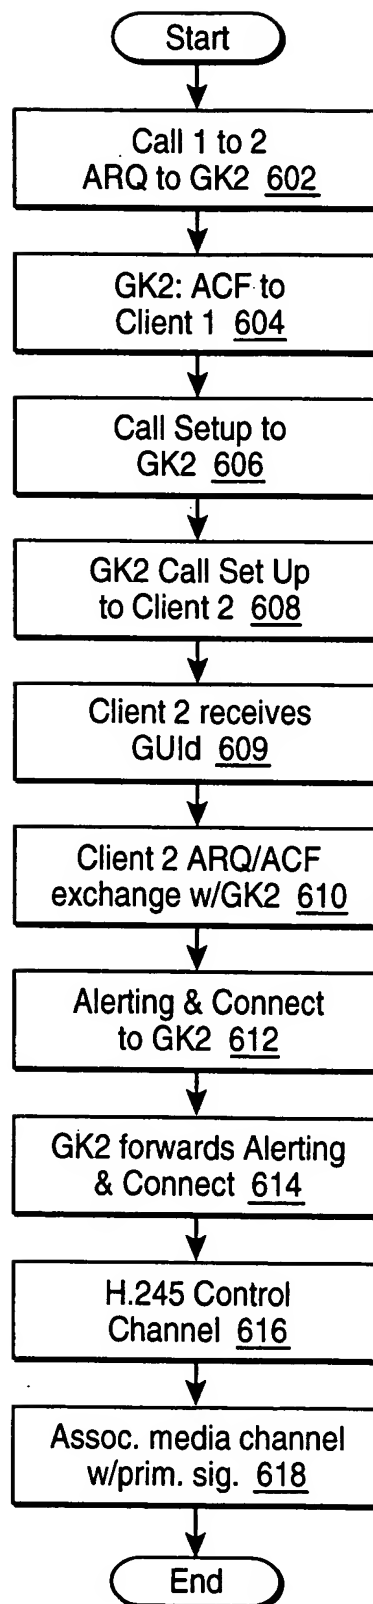 Start
Call 1 to 2
ARQ to GK2 602
GK2: ACF to
Client 1 604
Call Setup to
GK2 606
GK2 Call Set Up
to Client 2 608
Client 2 receives
GUId 609
Client 2 ARQ/ACF
exchange w/GK2 610
Alerting & Connect
to GK2 612
GK2 forwards Alerting
& Connect 614
H.245 Control
Channel 616
Assoc. media channel
w/prim. sig. 618
End